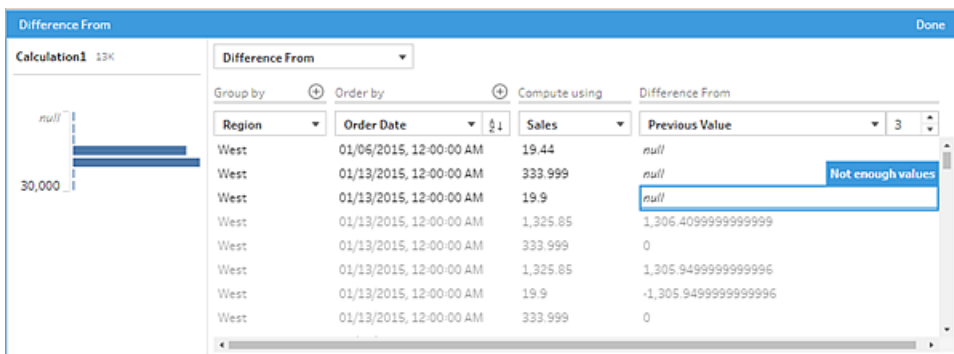 Difference From Done
Calculation1 13K
Difference From
Group by Order by Compute using Difference From
Region Order Date Sales Previous Value 3
null
30,000
West 01/06/2015, 12:00:00 AM 19.44 null
West 01/13/2015, 12:00:00 AM 333.999 null Not enough values
West 01/13/2015, 12:00:00 AM 19.9 null
West 01/13/2015, 12:00:00 AM 1,325.85 1,306.4099999999999
West 01/13/2015, 12:00:00 AM 333.999 0
West 01/13/2015, 12:00:00 AM 1,325.85 1,305.9499999999996
West 01/13/2015, 12:00:00 AM 19.9 -1,305.9499999999996
West 01/13/2015, 12:00:00 AM 333.999 0